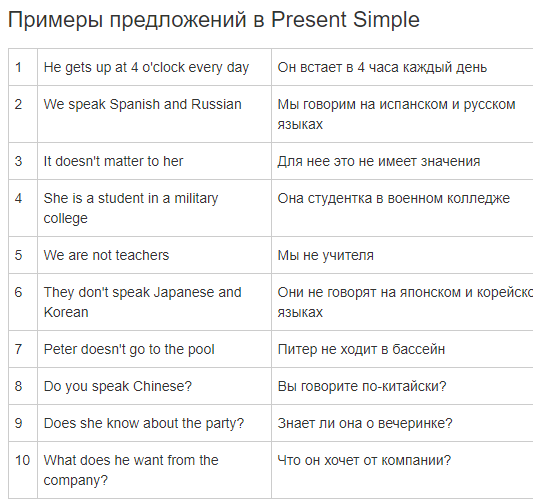 Примеры предложений в Present Simple
1 He gets up at 4 o'clock every day Он встает в 4 часа каждый день
2 We speak Spanish and Russian Мы говорим на испанском и русском
языках
3 It doesn't matter to her Для нее это не имеет значения
4 She is a student in a military Она студентка в военном колледже
college
5 We are not teachers Мы не учителя
6 They don't speak Japanese and Они не говорят на японском и корейско
Korean языках
7 Peter doesn't go to the pool Питер не ходит в бассейн
8 Do you speak Chinese? Вы говорите по-китайски?
9 Does she know about the party? Знает ли она о вечеринке?
10 What does he want from the Что он хочет от компании?
company?